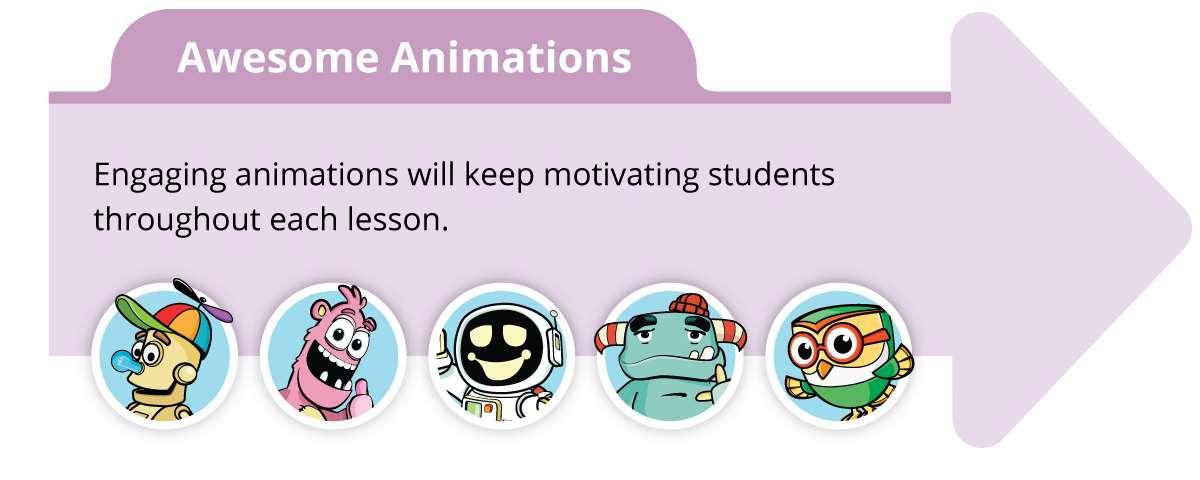 Awesome Animations
Engaging animations will keep motivating students
throughout each lesson.